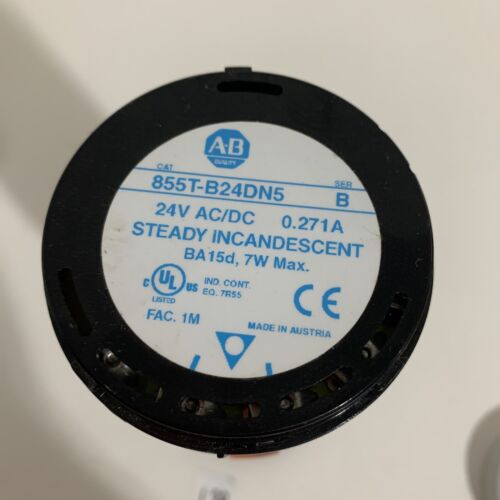 A-B
QUALITY
CAT SER
855T-B24DN5 B
24V AC/DC 0.271A
STEADY INCANDESCENT
BA15d, 7W Max.
C UL US
LISTED
IND. CONT.
EQ. 7R55
CE
FAC. 1M
MADE IN AUSTRIA